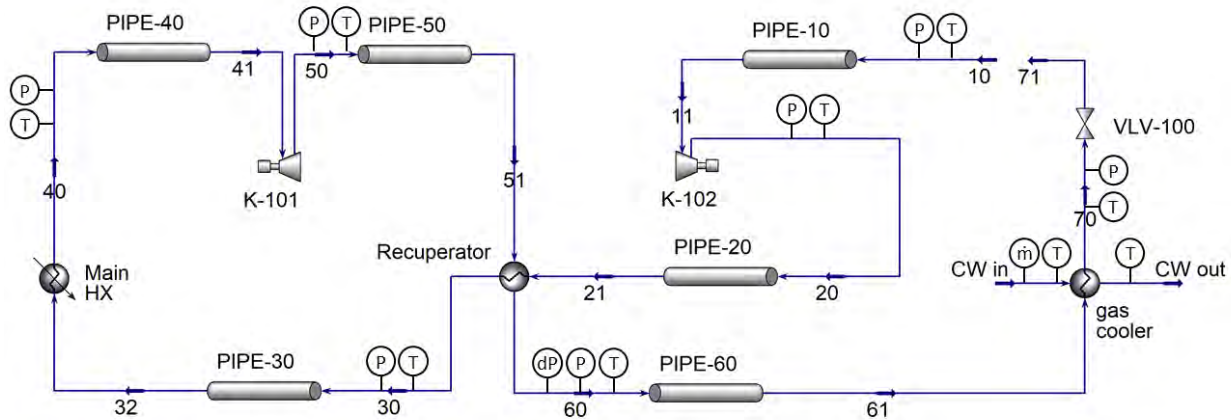 PIPE-40
P T
PIPE-50
PIPE-10
P T
41
50
10
71
P
T
11
P T
VLV-100
40
K-101
51
K-102
P
T
70
Main
HX
Recuperator
PIPE-20
21
20
CW in
ṁ T
T
CW out
gas
cooler
PIPE-30
P T
dP P T
PIPE-60
32
30
60
61